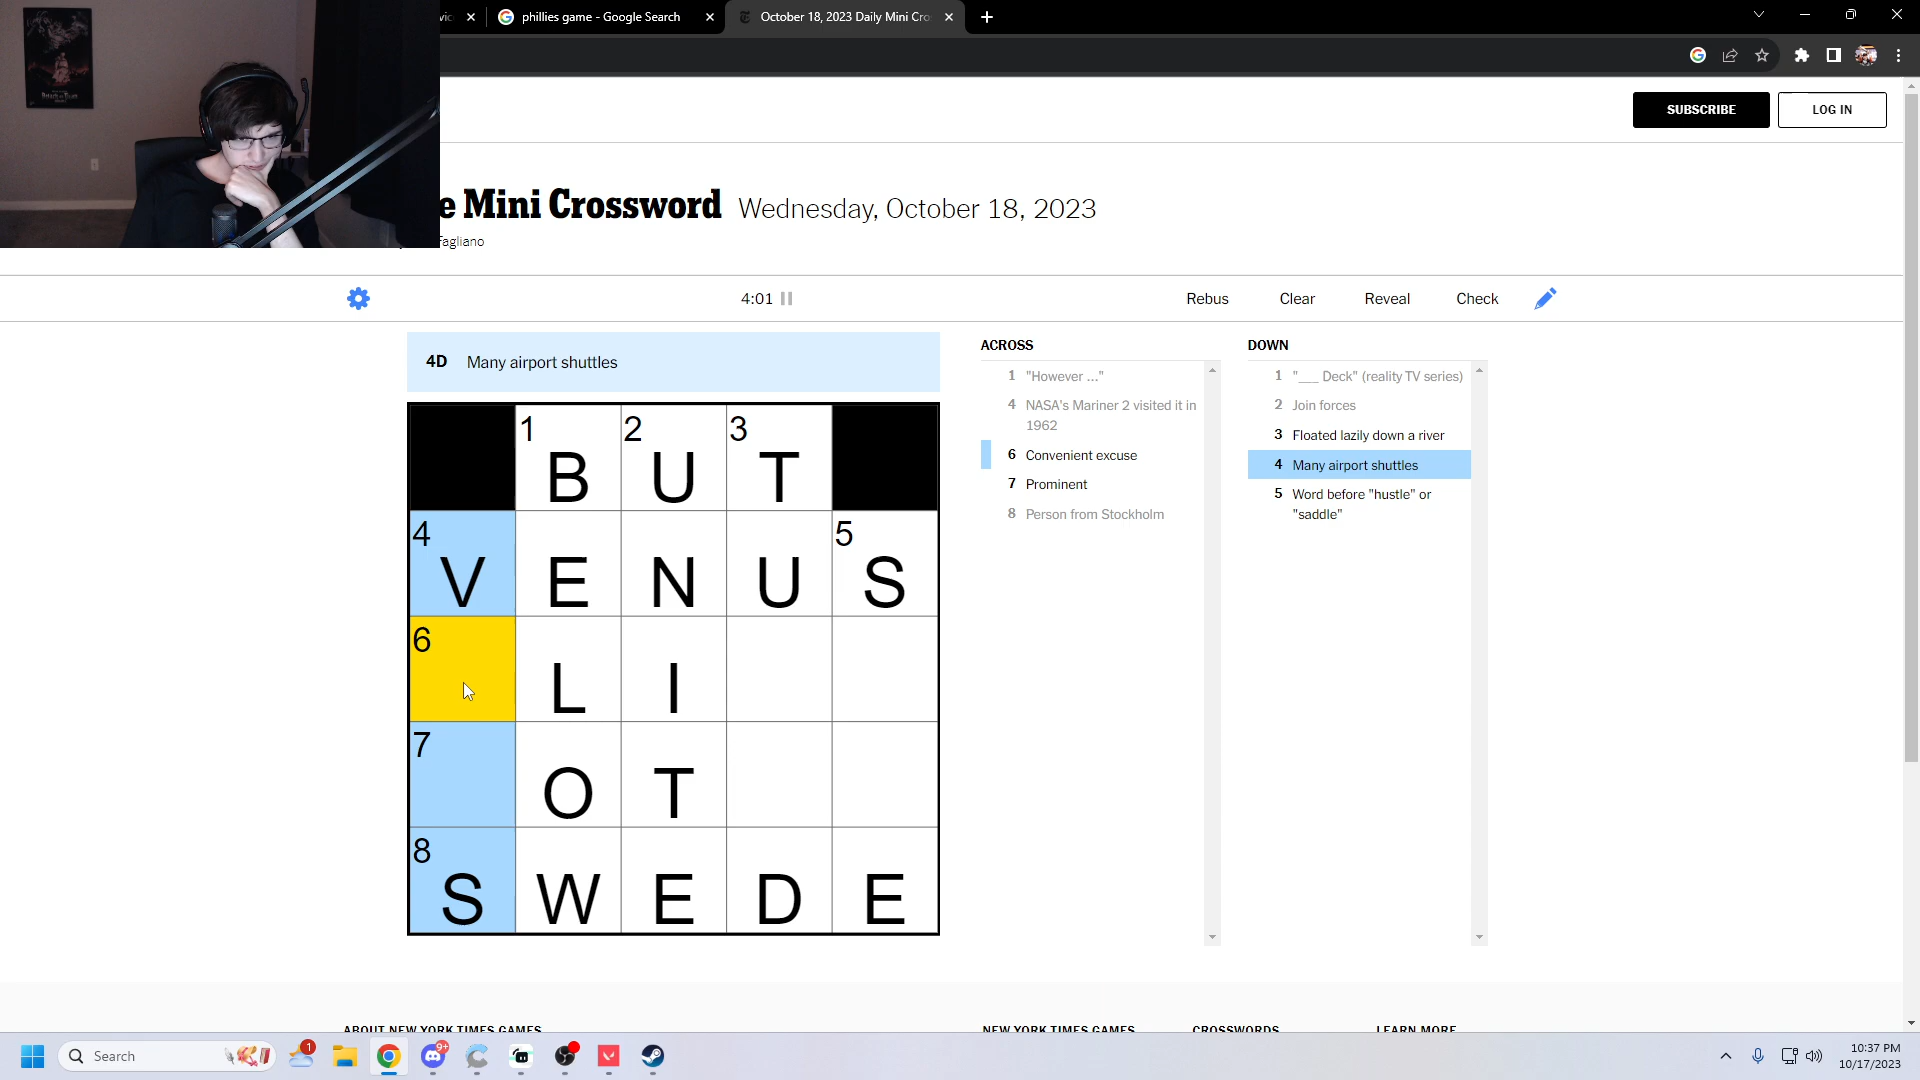 phillies game - Google Search
October 18, 2023 Daily Mini Cro
SUBSCRIBE
LOG IN
e Mini Crossword Wednesday, October 18, 2023
Fagliano
4:01
Rebus
Clear
Reveal
Check
4D Many airport shuttles
1 B 2 U 3 T
4 V E N U 5 S
6 L I
7 O T
8 S W E D E
ACROSS
1 "However ..."
4 NASA's Mariner 2 visited it in
1962
6 Convenient excuse
7 Prominent
8 Person from Stockholm
DOWN
1 "___ Deck" (reality TV series)
2 Join forces
3 Floated lazily down a river
4 Many airport shuttles
5 Word before "hustle" or
"saddle"
ABOUT NEW YORK TIMES GAMES
NEW YORK TIMES GAMES
CROSSWORDS
LEARN MORE
Search
1
9+
10:37 PM
10/17/2023